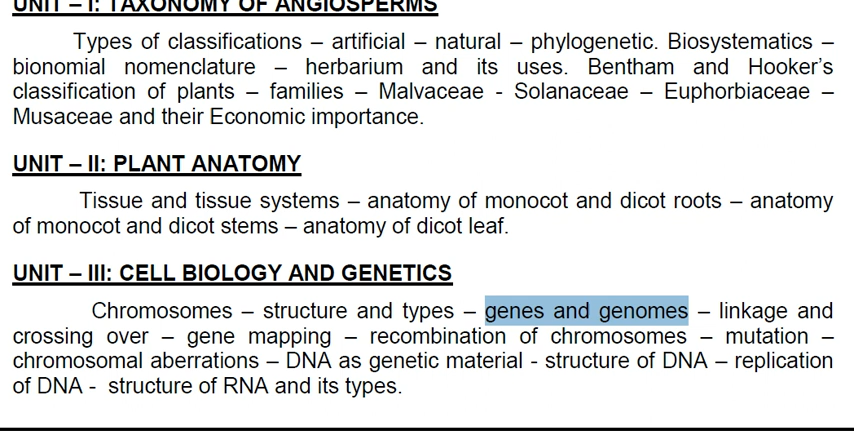 UNIT – I: TAXONOMY OF ANGIOSPERMS
Types of classifications – artificial – natural – phylogenetic. Biosystematics –
bionomial nomenclature – herbarium and its uses. Bentham and Hooker’s
classification of plants – families – Malvaceae - Solanaceae – Euphorbiaceae –
Musaceae and their Economic importance.
UNIT – II: PLANT ANATOMY
Tissue and tissue systems – anatomy of monocot and dicot roots – anatomy
of monocot and dicot stems – anatomy of dicot leaf.
UNIT – III: CELL BIOLOGY AND GENETICS
Chromosomes – structure and types – genes and genomes – linkage and
crossing over – gene mapping – recombination of chromosomes – mutation –
chromosomal aberrations – DNA as genetic material - structure of DNA – replication
of DNA - structure of RNA and its types.